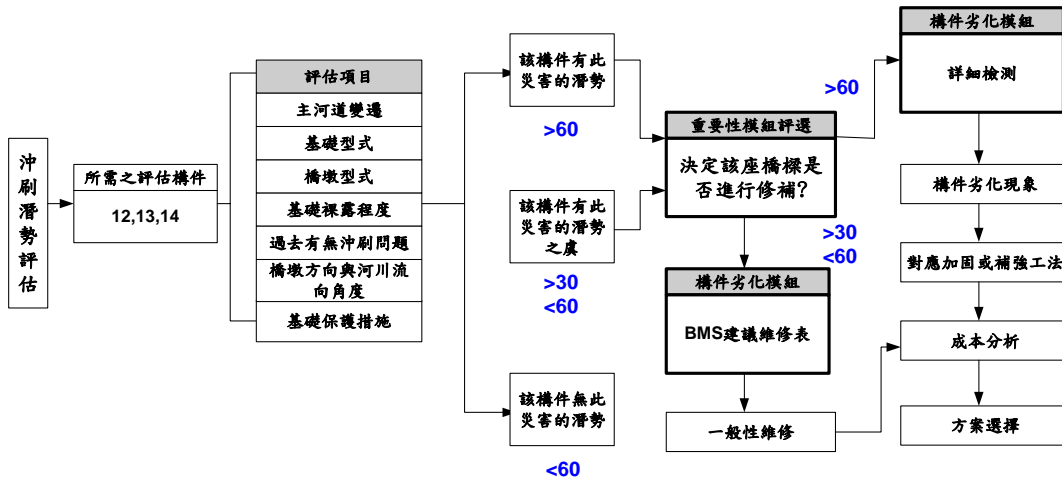 沖刷潛勢評估
所需之評估構件
12,13,14
評估項目
主河道變遷
基礎型式
橋墩型式
基礎裸露程度
過去有無沖刷問題
橋墩方向與河川流
向角度
基礎保護措施
該構件有此
災害的潛勢
>60
該構件有此
災害的潛勢
之虞
>30
<60
該構件無此
災害的潛勢
<60
重要性模組評選
決定該座橋樑是
否進行修補?
>60
>30
<60
構件劣化模組
BMS建議維修表
一般性維修
構件劣化模組
詳細檢測
構件劣化現象
對應加固或補強工法
成本分析
方案選擇